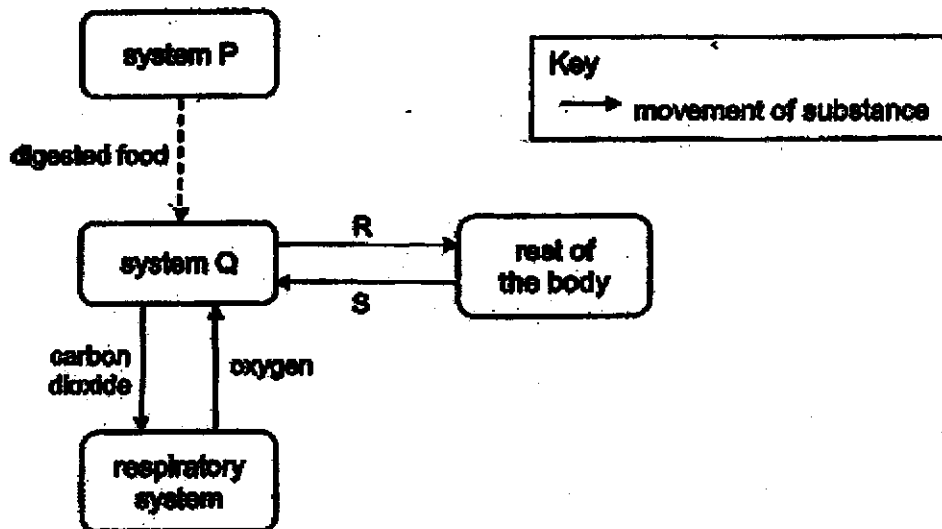 system P
Key
movement of substance
digested food
system Q
R
S
rest of
the body
carbon
dioxide
oxygen
respiratory
system